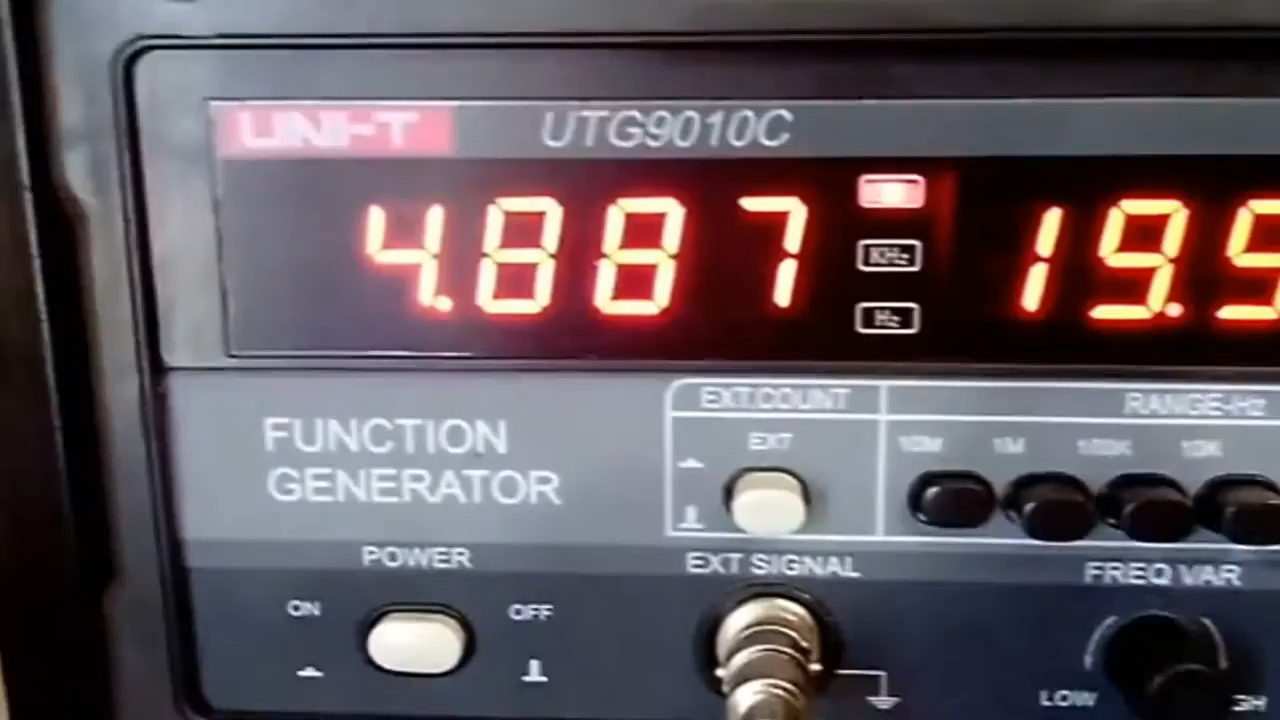 UNI-T UTG9010C
4.887 19.9
KHz
Hz
FUNCTION
GENERATOR
EXT.COUNT RANGE-Hz
EXT 10M 1M 100K 10K
POWER EXT SIGNAL FREQ VAR
ON OFF
LOW